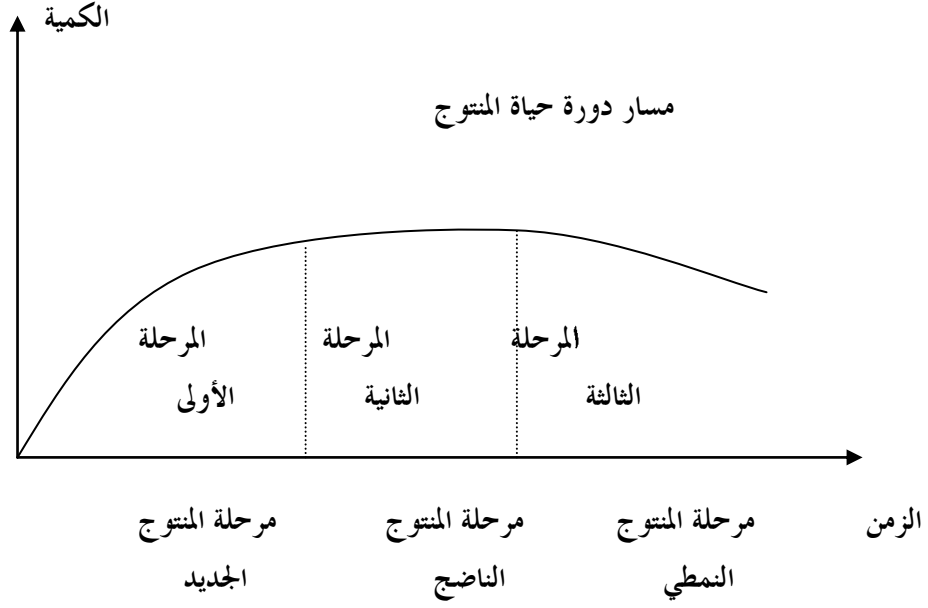 الكمية
مسار دورة حياة المنتوج
المرحلة
الأولى
المرحلة
الثانية
المرحلة
الثالثة
الزمن
مرحلة المنتوج
الجديد
مرحلة المنتوج
الناضج
مرحلة المنتوج
النمطي